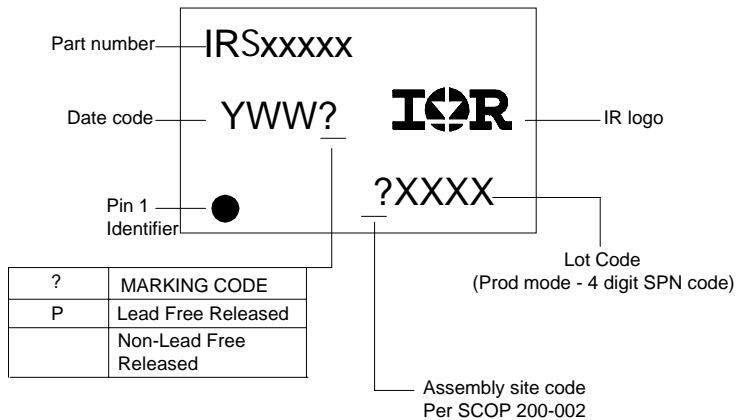 Part number
IRSxxxxx
Date code
YWW?
IOR
IR logo
Pin 1
Identifier
?XXXX
Lot Code
(Prod mode - 4 digit SPN code)
? MARKING CODE
P Lead Free Released
Non-Lead Free
Released
Assembly site code
Per SCOP 200-002